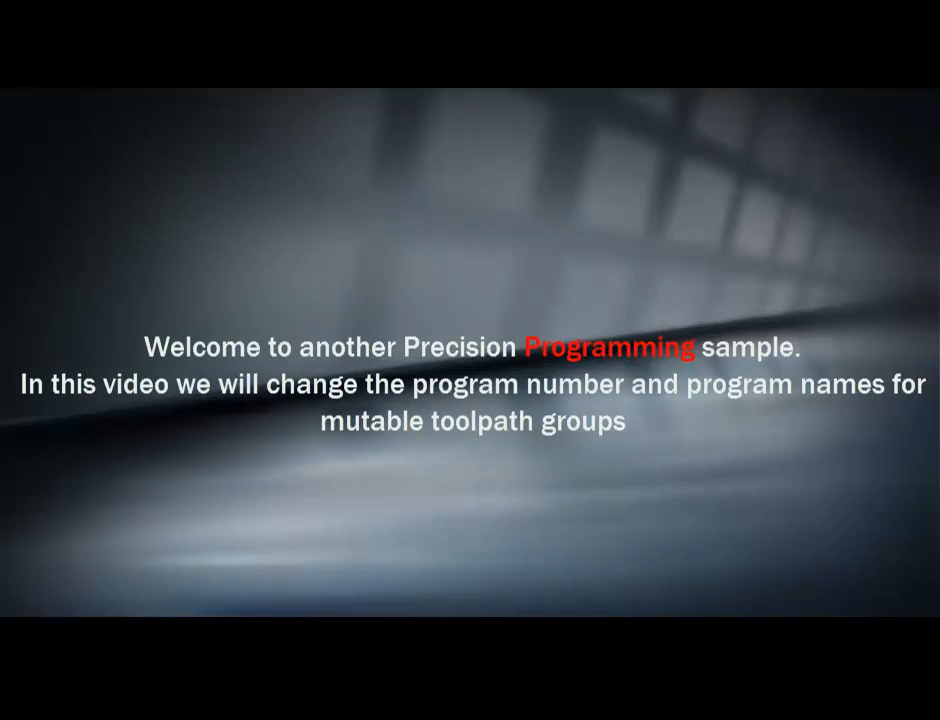 Welcome to another Precision Programming sample.
In this video we will change the program number and program names for
mutable toolpath groups